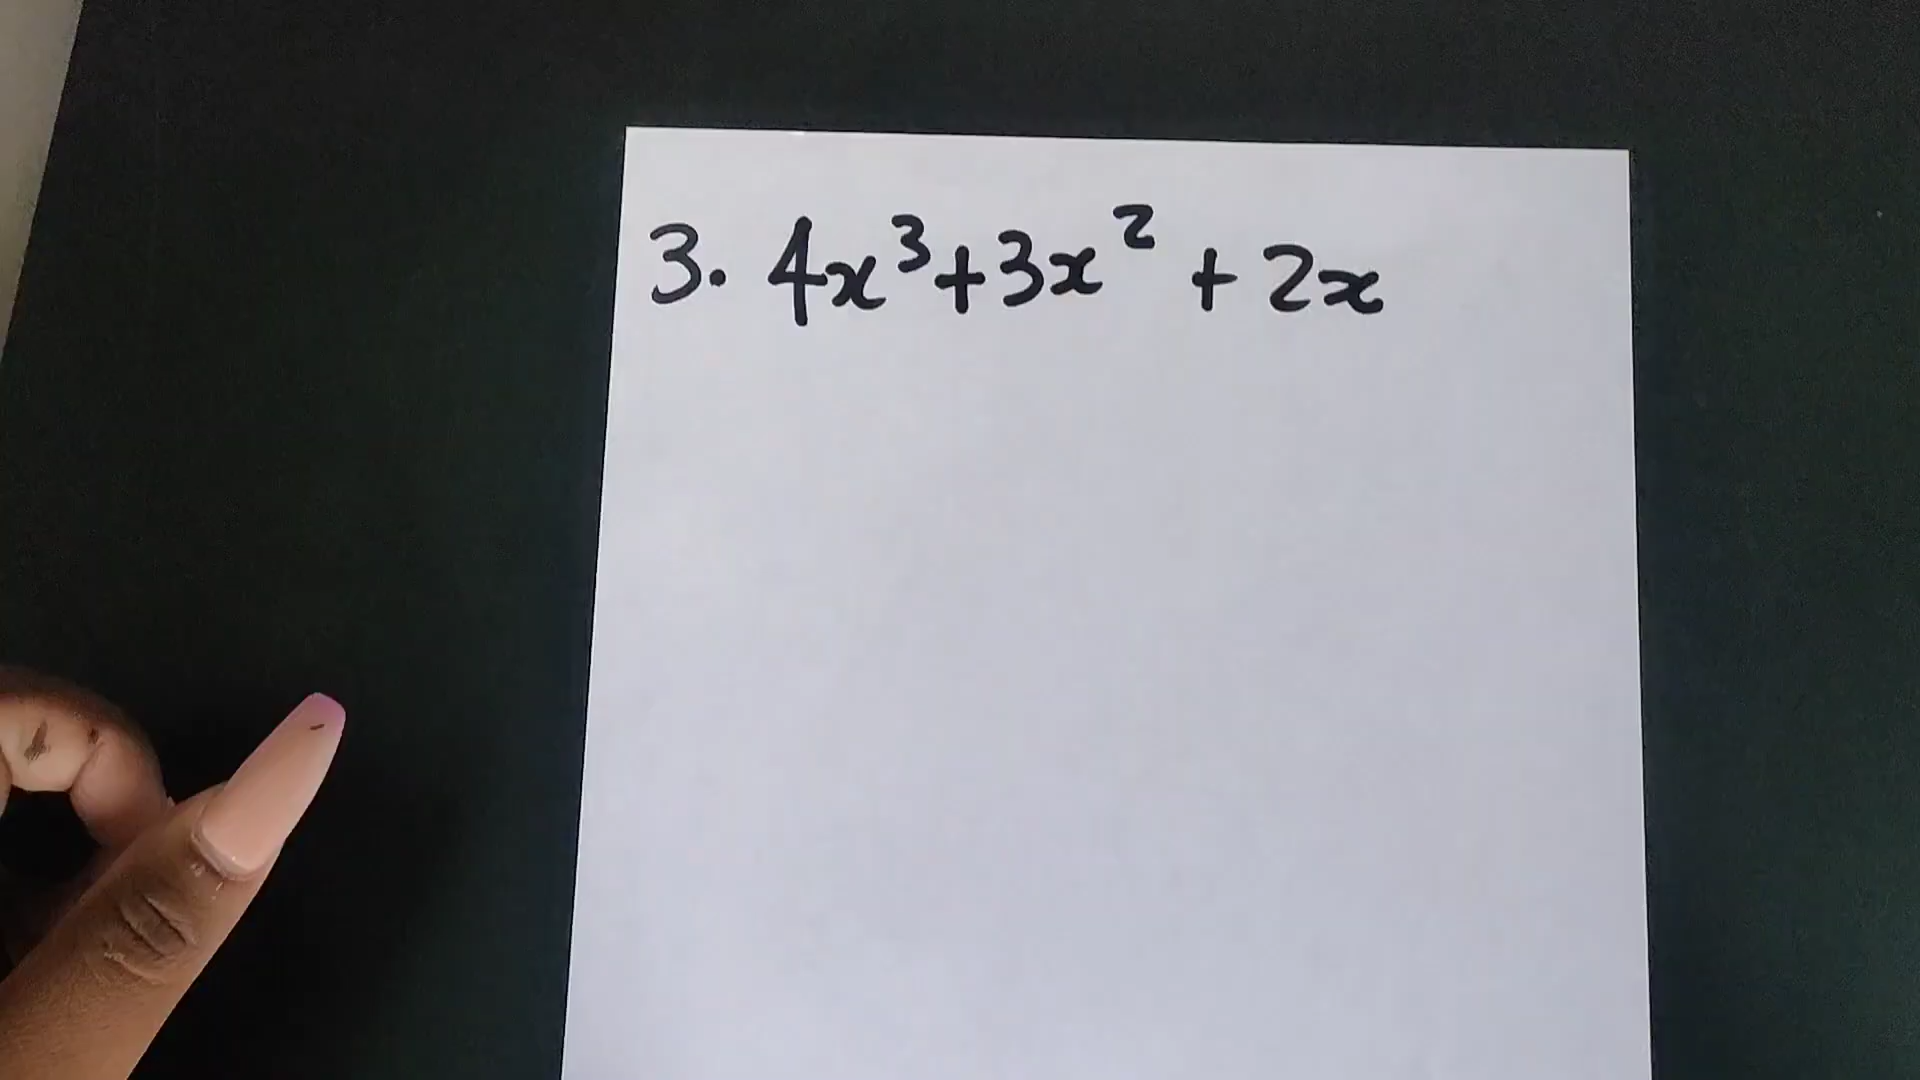 3. 4x³+3x² + 2x